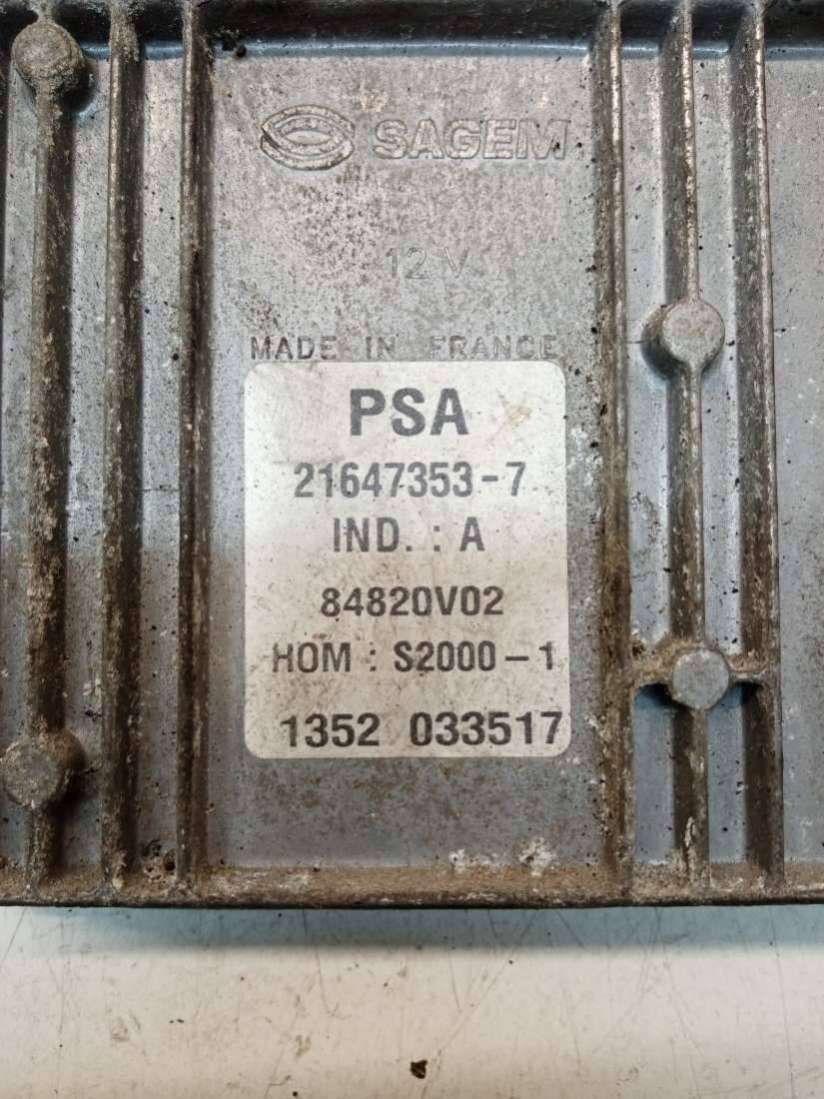 SAGEM
12 V
MADE IN FRANCE
PSA
21647353-7
IND. : A
84820V02
HOM : S2000-1
1352 033517